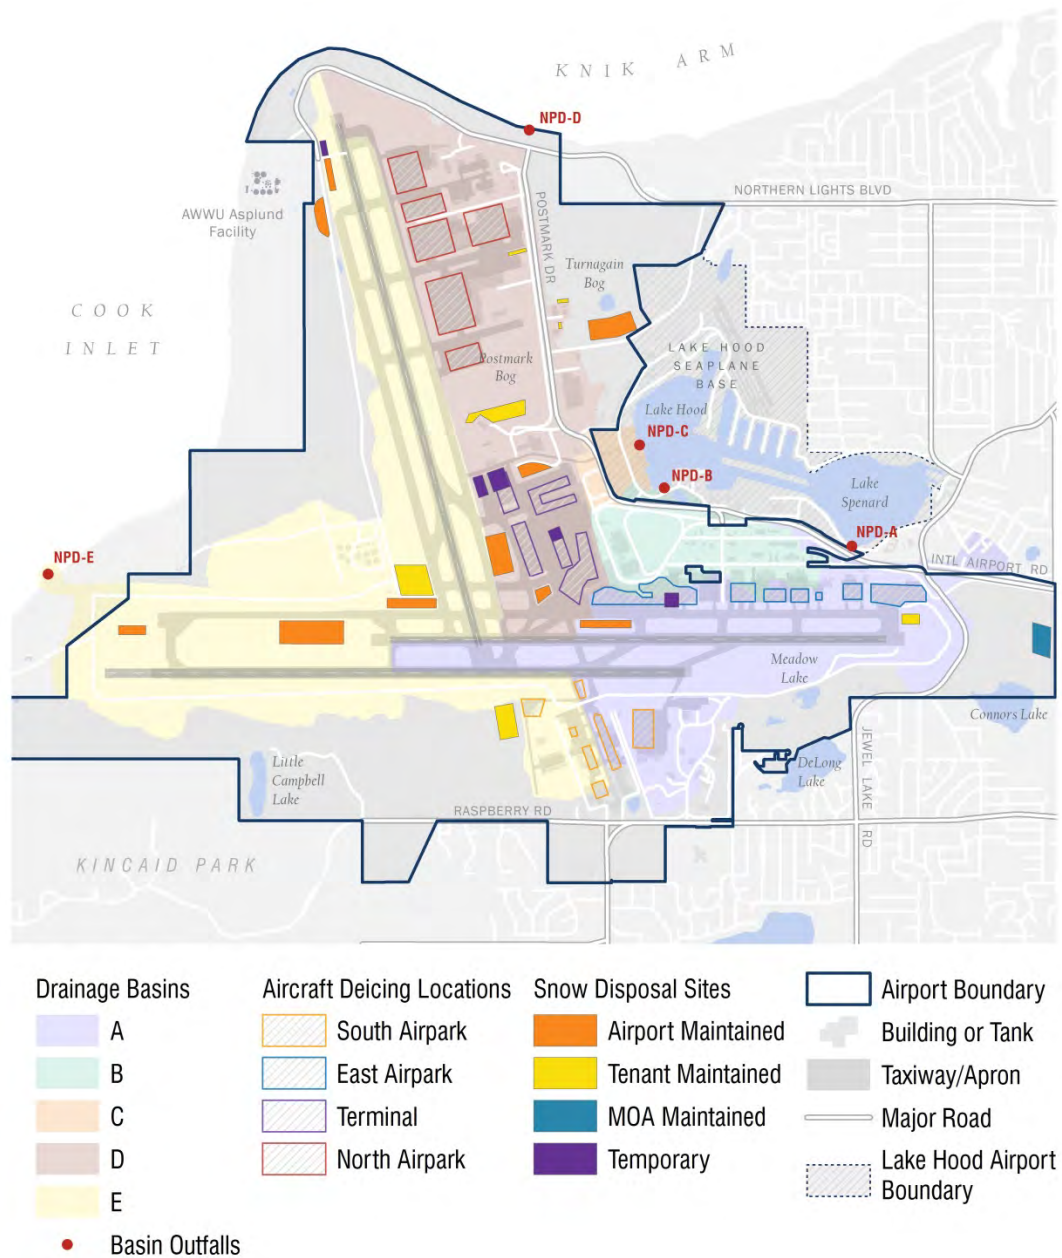 KNIK ARM
NPD-D
NORTHERN LIGHTS BLVD
AWWU Asplund
Facility
POSTMARK DR
Turnagain
Bog
COOK
INLET
LAKE HOOD
SEAPLANE
BASE
Postmark
Bog
Lake Hood
NPD-C
NPD-B
Lake
Spenard
NPD-A
NPD-E
INTL AIRPORT RD
Meadow
Lake
Connors Lake
JEWEL LAKE RD
DeLong
Lake
Little
Campbell
Lake
RASPBERRY RD
KINCAID PARK
Drainage Basins
A
B
C
D
E
Basin Outfalls
Aircraft Deicing Locations
South Airpark
East Airpark
Terminal
North Airpark
Snow Disposal Sites
Airport Maintained
Tenant Maintained
MOA Maintained
Temporary
Airport Boundary
Building or Tank
Taxiway/Apron
Major Road
Lake Hood Airport
Boundary